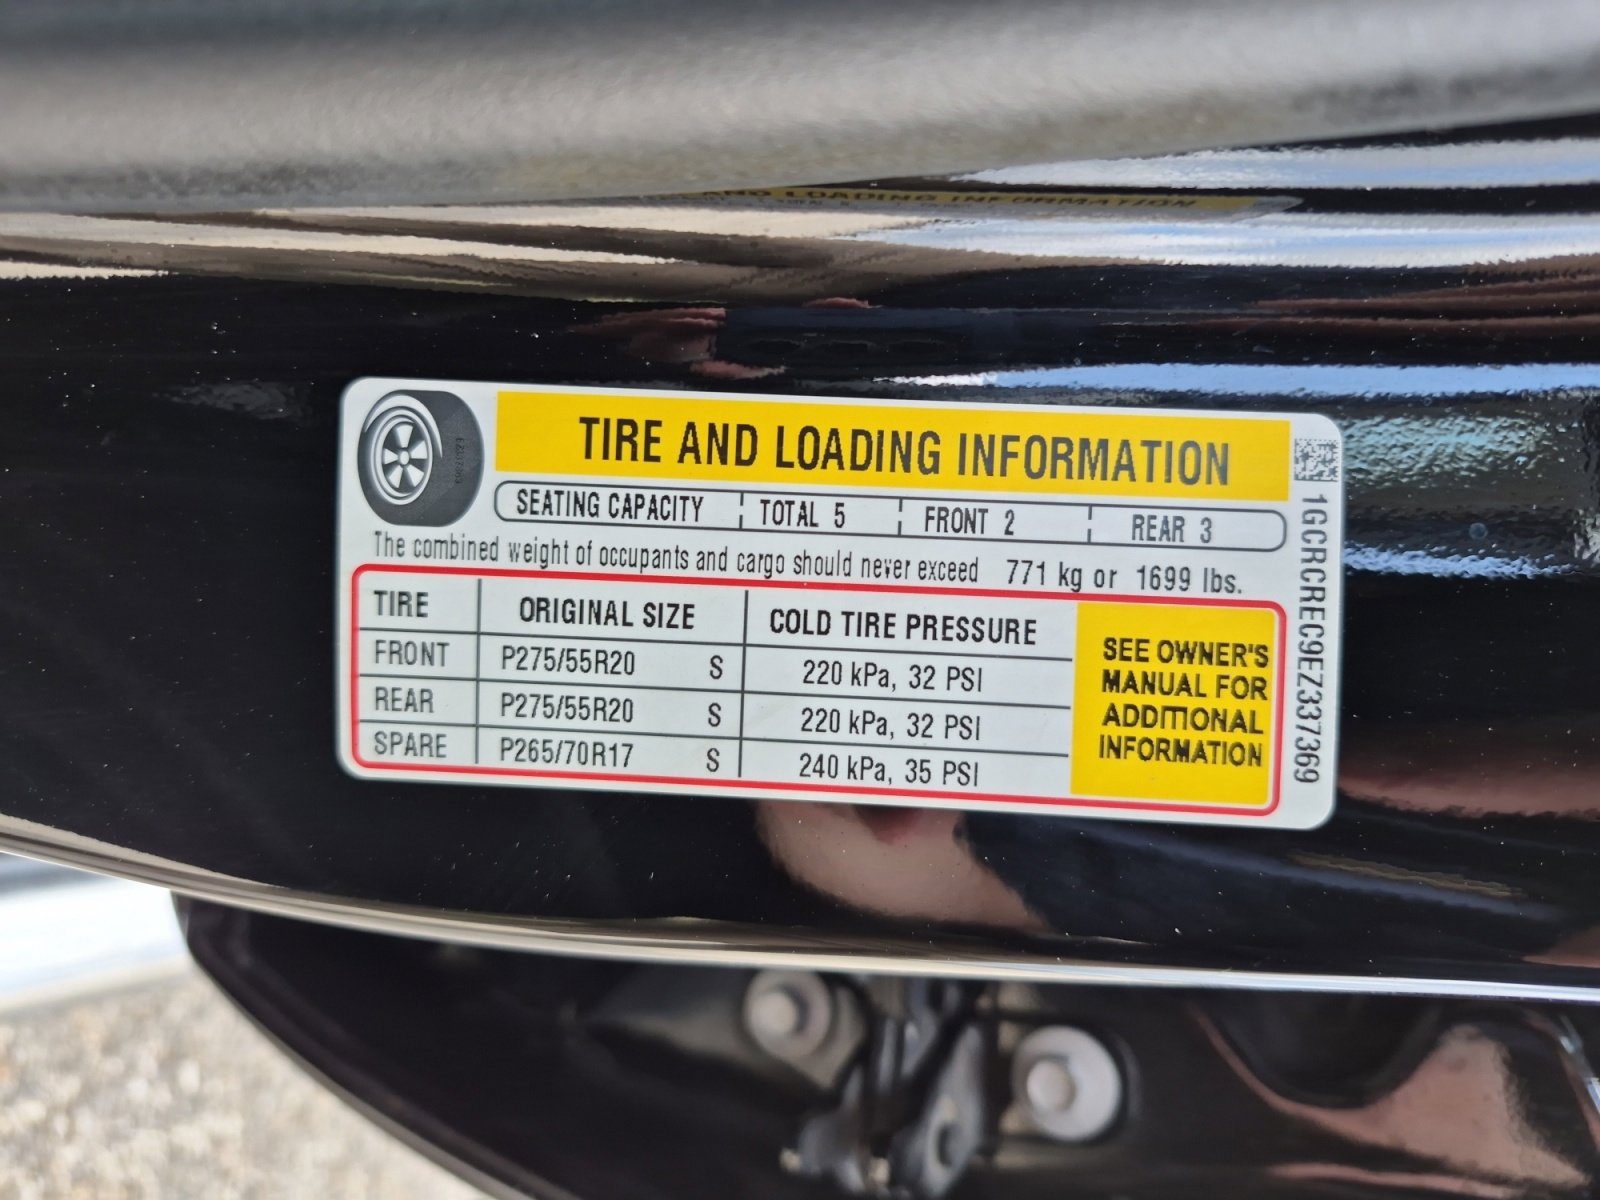 TIRE AND LOADING INFORMATION
SEATING CAPACITY TOTAL 5 FRONT 2 REAR 3
The combined weight of occupants and cargo should never exceed 771 kg or 1699 lbs.
TIRE ORIGINAL SIZE COLD TIRE PRESSURE
FRONT P275/55R20 S 220 kPa, 32 PSI
REAR P275/55R20 S 220 kPa, 32 PSI
SPARE P265/70R17 S 240 kPa, 35 PSI
SEE OWNER'S
MANUAL FOR
ADDITIONAL
INFORMATION
1GCRCREC9EZ337369
AND LOADING INFORMATION